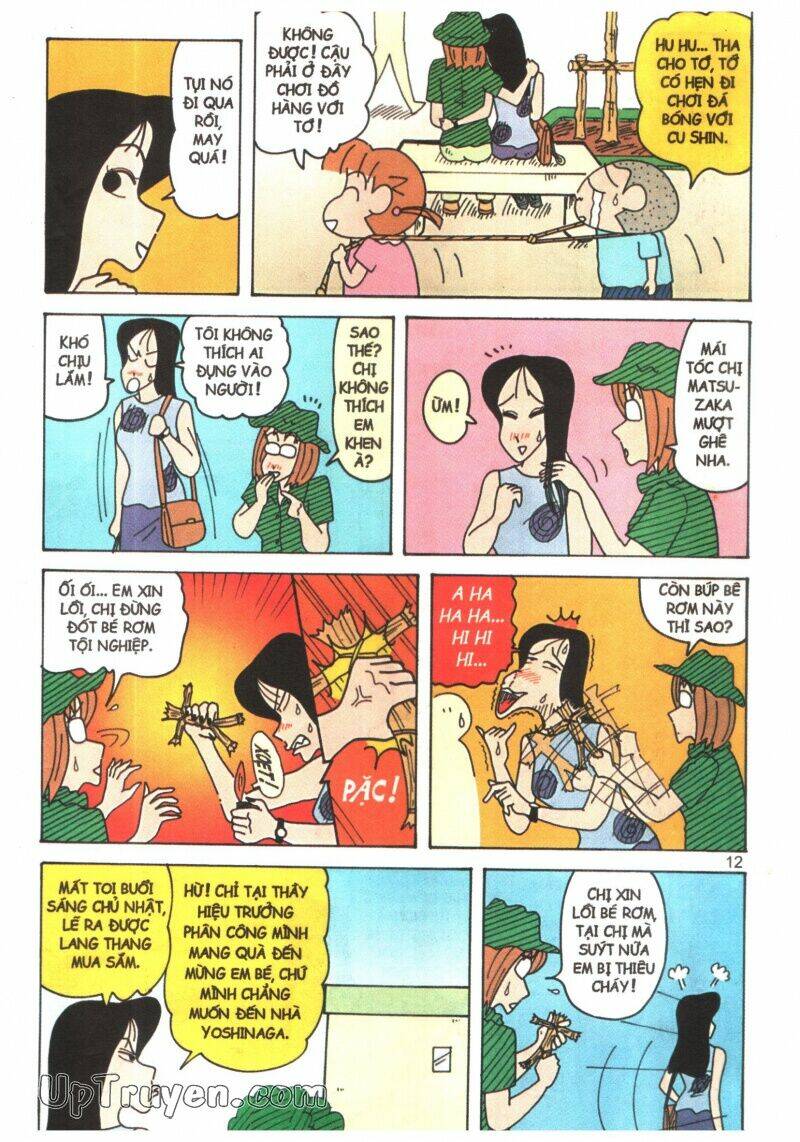 TỤI NÓ
ĐI QUA
RỒI,
MAY
QUÁ!
KHÔNG
ĐƯỢC! CẬU
PHẢI Ở ĐÂY
CHƠI ĐỒ
HÀNG VỚI
TỚ!
HU HU... THA
CHO TỚ, TỚ
CÓ HẸN ĐI
CHƠI ĐÁ
BÓNG VỚI
CU SHIN.
KHÓ
CHỊU
LẮM!
TÔI KHÔNG
THÍCH AI
ĐỤNG VÀO
NGƯỜI!
SAO
THẾ?
CHỊ
KHÔNG
THÍCH
EM
KHEN
À?
ỪM!
MÁI
TÓC CHỊ
MATSU-
ZAKA
MƯỢT
GHÊ
NHA.
ỐI ỐI... EM XIN
LỖI, CHỊ ĐỪNG
ĐỐT BÉ RƠM
TỘI NGHIỆP.
XOẸT!
PẶC!
A HA
HA HA...
HI HI
HI...
CÒN BÚP BÊ
RƠM NÀY
THÌ SAO?
12
MẤT TOI BUỔI
SÁNG CHỦ NHẬT,
LẼ RA ĐƯỢC
LANG THANG
MUA SẮM.
HỪ! CHỈ TẠI THẦY
HIỆU TRƯỞNG
PHÂN CÔNG MÌNH
MANG QUÀ ĐẾN
MỪNG EM BÉ, CHỨ
MÌNH CHẲNG
MUỐN ĐẾN NHÀ
YOSHINAGA.
CHỊ XIN
LỖI BÉ RƠM,
TẠI CHỊ MÀ
SUÝT NỮA
EM BỊ THIÊU
CHÁY!
UpTruyen.com